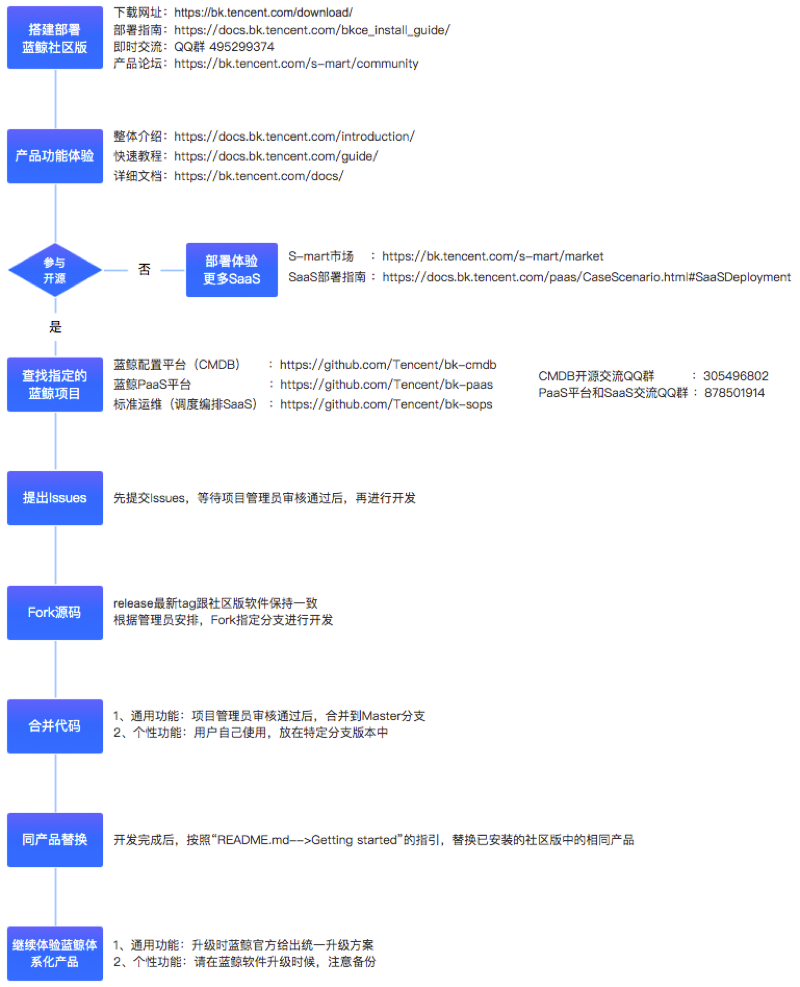 搭建部署
蓝鲸社区版
下载网址：https://bk.tencent.com/download/
部署指南：https://docs.bk.tencent.com/bkce_install_guide/
即时交流：QQ群 495299374
产品论坛：https://bk.tencent.com/s-mart/community
产品功能体验
整体介绍：https://docs.bk.tencent.com/introduction/
快速教程：https://docs.bk.tencent.com/guide/
详细文档：https://bk.tencent.com/docs/
参与
开源
否
部署体验
更多SaaS
S-mart市场 ：https://bk.tencent.com/s-mart/market
SaaS部署指南：https://docs.bk.tencent.com/paas/CaseScenario.html#SaaSDeployment
是
查找指定的
蓝鲸项目
蓝鲸配置平台（CMDB） ：https://github.com/Tencent/bk-cmdb
蓝鲸PaaS平台 ：https://github.com/Tencent/bk-paas
标准运维（调度编排SaaS）：https://github.com/Tencent/bk-sops
CMDB开源交流QQ群 ：305496802
PaaS平台和SaaS交流QQ群：878501914
提出Issues
先提交Issues，等待项目管理员审核通过后，再进行开发
Fork源码
release最新tag跟社区版软件保持一致
根据管理员安排，Fork指定分支进行开发
合并代码
1、通用功能：项目管理员审核通过后，合并到Master分支
2、个性功能：用户自己使用，放在特定分支版本中
同产品替换
开发完成后，按照“README.md-->Getting started”的指引，替换已安装的社区版中的相同产品
继续体验蓝鲸体
系化产品
1、通用功能：升级时蓝鲸官方给出统一升级方案
2、个性功能：请在蓝鲸软件升级时候，注意备份